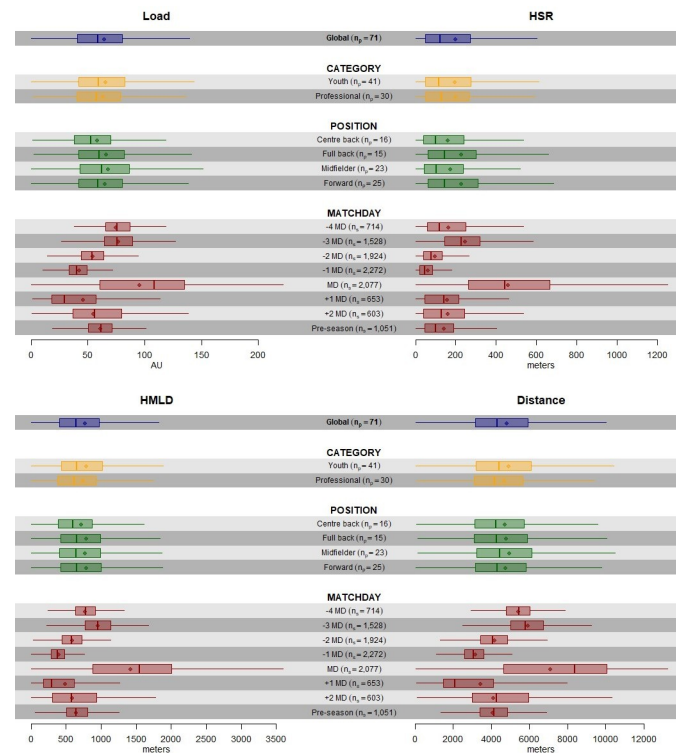 Load HSR
Global (np = 71)
CATEGORY
Youth (np = 41)
Professional (np = 30)
POSITION
Centre back (np = 16)
Full back (np = 15)
Midfielder (np = 23)
Forward (np = 25)
MATCHDAY
-4 MD (ns = 714)
-3 MD (ns = 1,528)
-2 MD (ns = 1,924)
-1 MD (ns = 2,272)
MD (ns = 2,077)
+1 MD (ns = 653)
+2 MD (ns = 603)
Pre-season (ns = 1,051)
0 50 100 150 200 0 200 400 600 800 1000 1200
AU meters
HMLD Distance
Global (np = 71)
CATEGORY
Youth (np = 41)
Professional (np = 30)
POSITION
Centre back (np = 16)
Full back (np = 15)
Midfielder (np = 23)
Forward (np = 25)
MATCHDAY
-4 MD (ns = 714)
-3 MD (ns = 1,528)
-2 MD (ns = 1,924)
-1 MD (ns = 2,272)
MD (ns = 2,077)
+1 MD (ns = 653)
+2 MD (ns = 603)
Pre-season (ns = 1,051)
0 500 1000 1500 2000 2500 3000 3500 0 2000 4000 6000 8000 10000 12000
meters meters